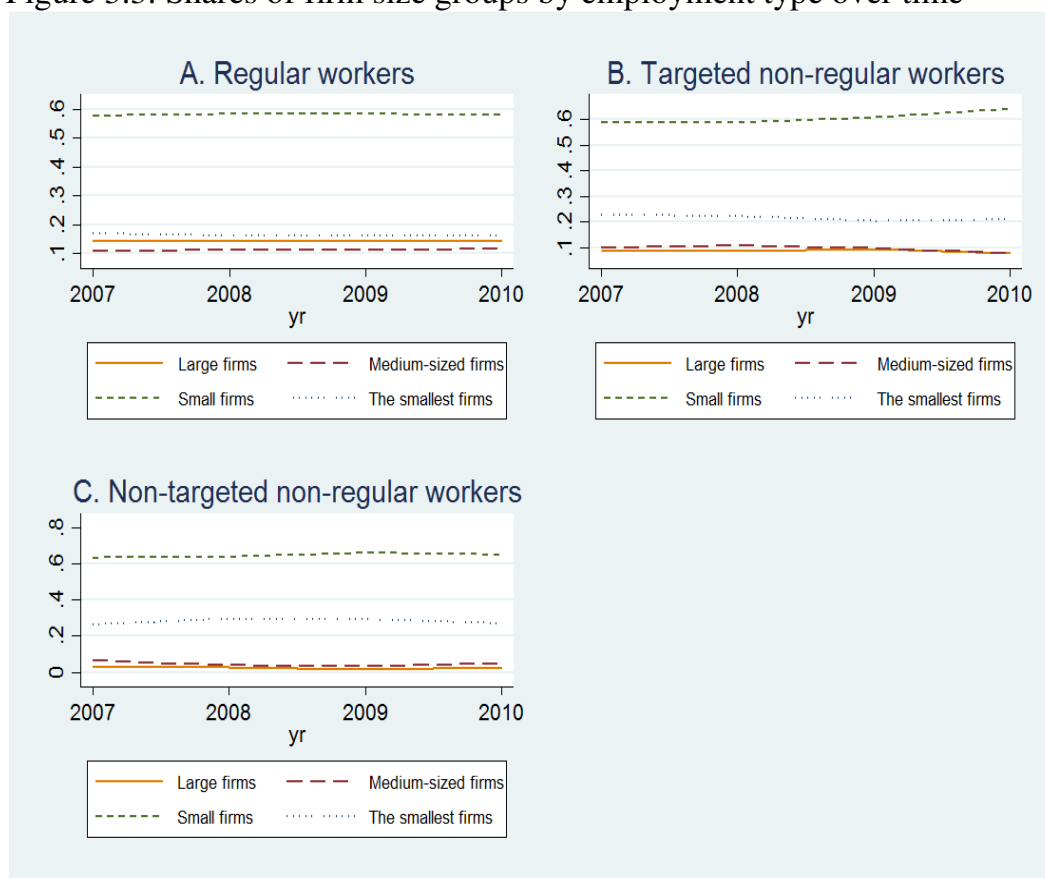 Figure 3.3. Shares of firm size groups by employment type over time
A. Regular workers
.6
.5
.4
.3
.2
.1
2007 2008 2009 2010
yr
Large firms Medium-sized firms
Small firms The smallest firms
B. Targeted non-regular workers
.6
.5
.4
.3
.2
.1
2007 2008 2009 2010
yr
Large firms Medium-sized firms
Small firms The smallest firms
C. Non-targeted non-regular workers
.8
.6
.4
.2
0
2007 2008 2009 2010
yr
Large firms Medium-sized firms
Small firms The smallest firms